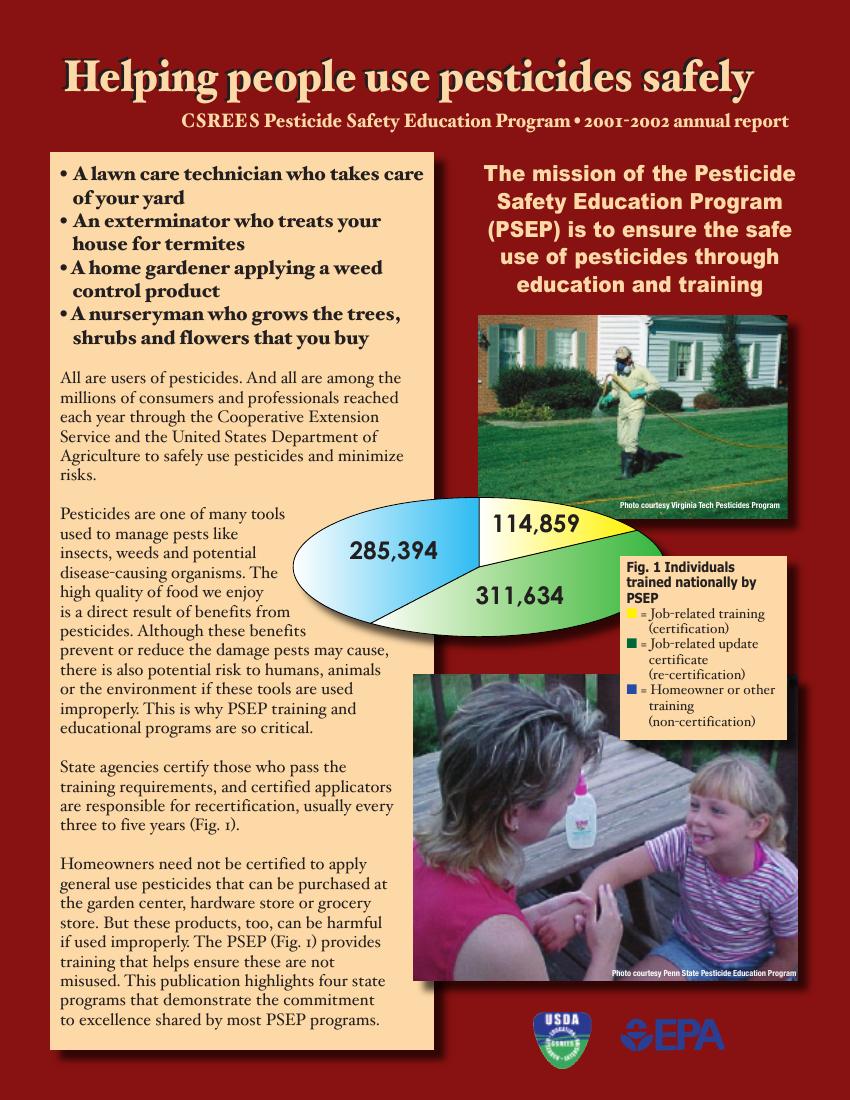 Helping people use pesticides safely
CSREES Pesticide Safety Education Program • 2001-2002 annual report
• A lawn care technician who takes care
of your yard
• An exterminator who treats your
house for termites
• A home gardener applying a weed
control product
• A nurseryman who grows the trees,
shrubs and flowers that you buy
All are users of pesticides. And all are among the
millions of consumers and professionals reached
each year through the Cooperative Extension
Service and the United States Department of
Agriculture to safely use pesticides and minimize
risks.
Pesticides are one of many tools
used to manage pests like
insects, weeds and potential
disease-causing organisms. The
high quality of food we enjoy
is a direct result of benefits from
pesticides. Although these benefits
prevent or reduce the damage pests may cause,
there is also potential risk to humans, animals
or the environment if these tools are used
improperly. This is why PSEP training and
educational programs are so critical.
State agencies certify those who pass the
training requirements, and certified applicators
are responsible for recertification, usually every
three to five years (Fig. 1).
Homeowners need not be certified to apply
general use pesticides that can be purchased at
the garden center, hardware store or grocery
store. But these products, too, can be harmful
if used improperly. The PSEP (Fig. 1) provides
training that helps ensure these are not
misused. This publication highlights four state
programs that demonstrate the commitment
to excellence shared by most PSEP programs.
The mission of the Pesticide
Safety Education Program
(PSEP) is to ensure the safe
use of pesticides through
education and training
Photo courtesy Virginia Tech Pesticides Program
285,394
114,859
311,634
Fig. 1 Individuals
trained nationally by
PSEP
= Job-related training
(certification)
= Job-related update
certificate
(re-certification)
= Homeowner or other
training
(non-certification)
Photo courtesy Penn State Pesticide Education Program
USDA
CSREES
EPA